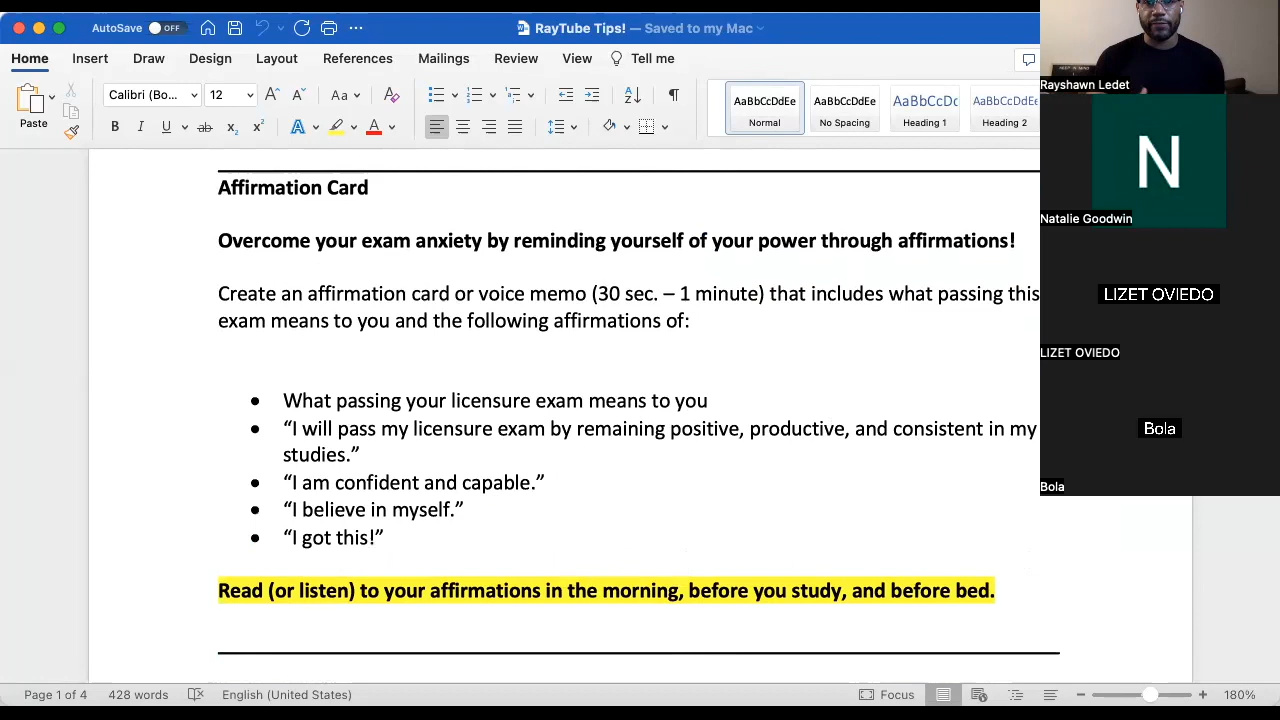 AutoSave OFF
RayTube Tips! — Saved to my Mac
Home Insert Draw Design Layout References Mailings Review View Tell me
Paste
Calibri (Bo... 12
AaBbCcDdEe AaBbCcDdEe AaBbCcDc AaBbCcDdEe
Normal No Spacing Heading 1 Heading 2
Affirmation Card
Overcome your exam anxiety by reminding yourself of your power through affirmations!
Create an affirmation card or voice memo (30 sec. – 1 minute) that includes what passing this
exam means to you and the following affirmations of:
• What passing your licensure exam means to you
• “I will pass my licensure exam by remaining positive, productive, and consistent in my
studies.”
• “I am confident and capable.”
• “I believe in myself.”
• “I got this!”
Read (or listen) to your affirmations in the morning, before you study, and before bed.
Page 1 of 4 428 words English (United States) Focus 180%
Rayshawn Ledet
N
Natalie Goodwin
LIZET OVIEDO
LIZET OVIEDO
Bola
Bola